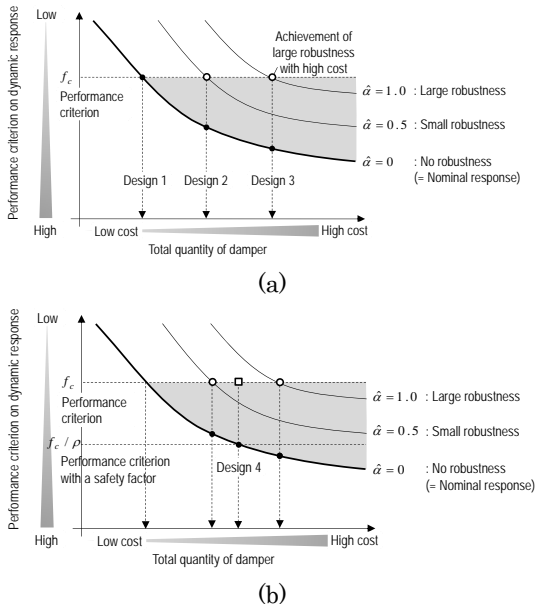 Performance criterion on dynamic response
Low
High
f_c
Performance
criterion
Achievement of
large robustness
with high cost
α̂ = 1.0 : Large robustness
α̂ = 0.5 : Small robustness
α̂ = 0 : No robustness
(= Nominal response)
Design 1
Design 2
Design 3
Low cost
High cost
Total quantity of damper
(a)
Performance criterion on dynamic response
Low
High
f_c
Performance
criterion
f_c / ρ
Performance criterion
with a safety factor
Design 4
α̂ = 1.0 : Large robustness
α̂ = 0.5 : Small robustness
α̂ = 0 : No robustness
(= Nominal response)
Low cost
High cost
Total quantity of damper
(b)